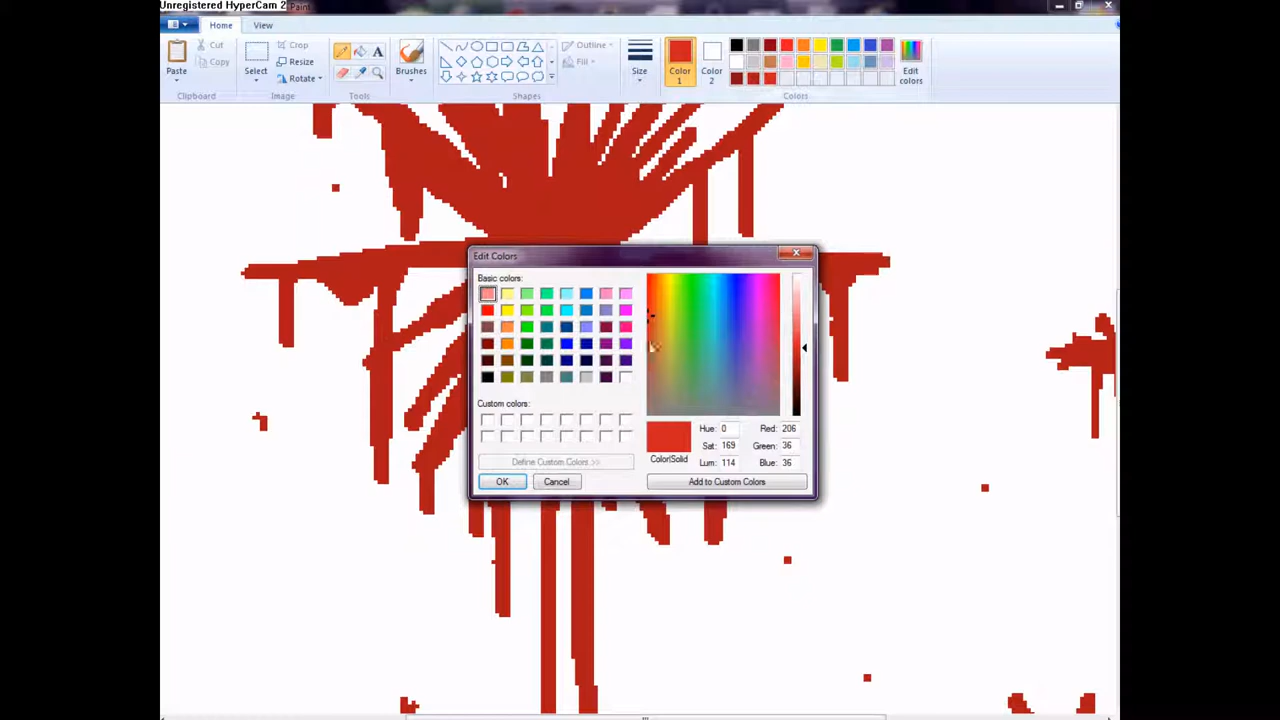 Unregistered HyperCam 2
Paint
Home View
Paste
Cut
Copy
Clipboard
Select
Crop
Resize
Rotate
Image
A
Tools
Brushes
Shapes
Outline
Fill
Size
Color 1
Color 2
Colors
Edit colors
Edit Colors
Basic colors:
Custom colors:
Define Custom Colors >>
OK
Cancel
Color|Solid
Hue: 0
Sat: 169
Lum: 114
Red: 206
Green: 36
Blue: 36
Add to Custom Colors